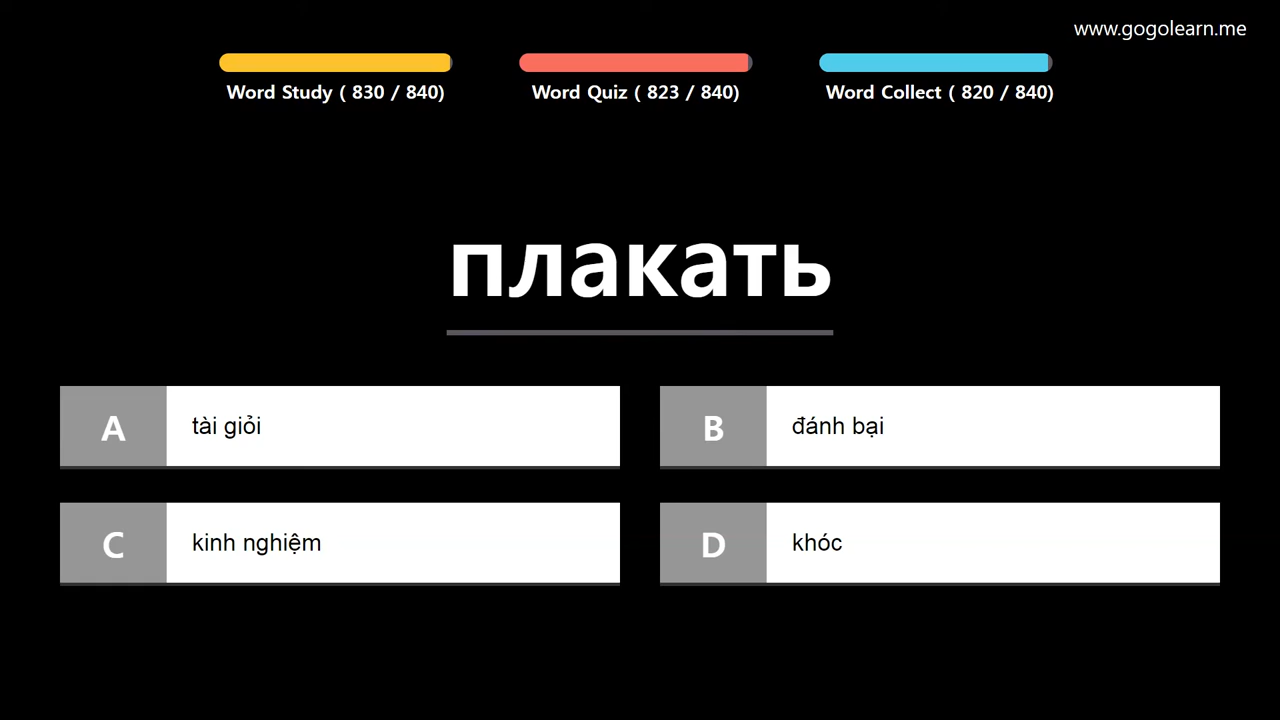 www.gogolearn.me
Word Study ( 830 / 840)
Word Quiz ( 823 / 840)
Word Collect ( 820 / 840)
плакать
A tài giỏi
B đánh bại
C kinh nghiệm
D khóc